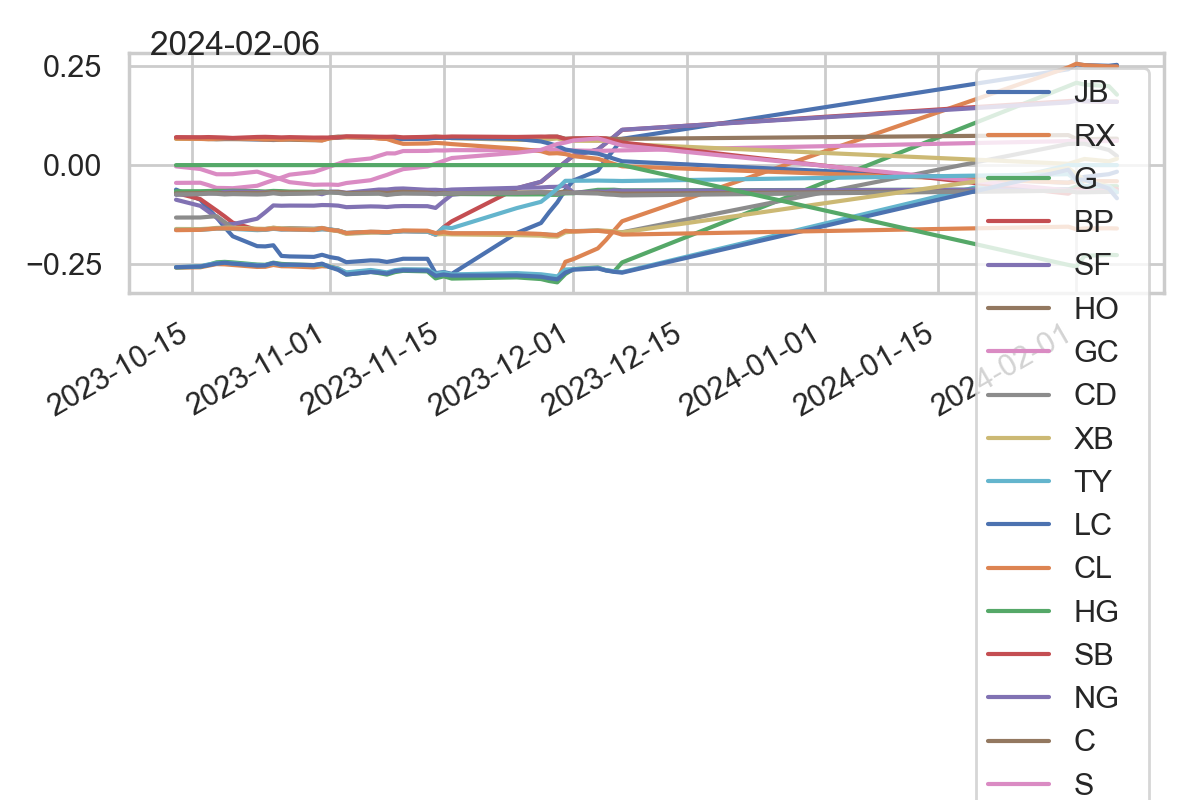 2024-02-06
0.25
0.00
−0.25
2023-10-15
2023-11-01
2023-11-15
2023-12-01
2023-12-15
2024-01-01
2024-01-15
2024-02-01
JB
RX
G
BP
SF
HO
GC
CD
XB
TY
LC
CL
HG
SB
NG
C
S